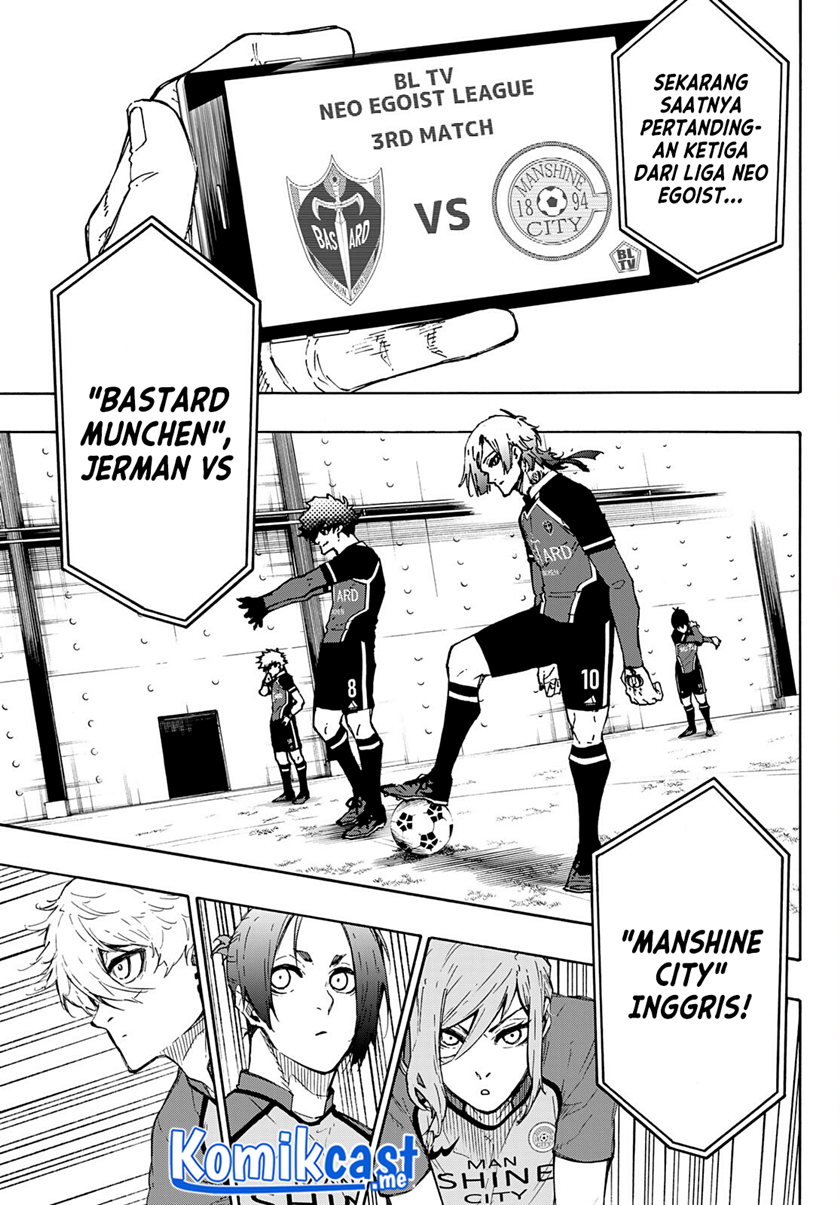 BL TV
NEO EGOIST LEAGUE
3RD MATCH
BASTARD
VS
MANSHINE
18 94
CITY
BL
TV
SEKARANG
SAATNYA
PERTANDING-
AN KETIGA
DARI LIGA NEO
EGOIST...
"BASTARD
MUNCHEN",
JERMAN VS
ARD
8
ARD
10
"MANSHINE
CITY"
INGGRIS!
SHINE
MAN
SHINE
CITY
Komikcast
.me